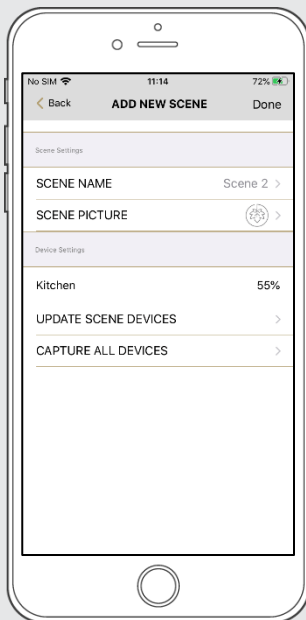 No SIM 11:14 72%
Back ADD NEW SCENE Done
Scene Settings
SCENE NAME Scene 2 >
SCENE PICTURE >
Device Settings
Kitchen 55%
UPDATE SCENE DEVICES >
CAPTURE ALL DEVICES >